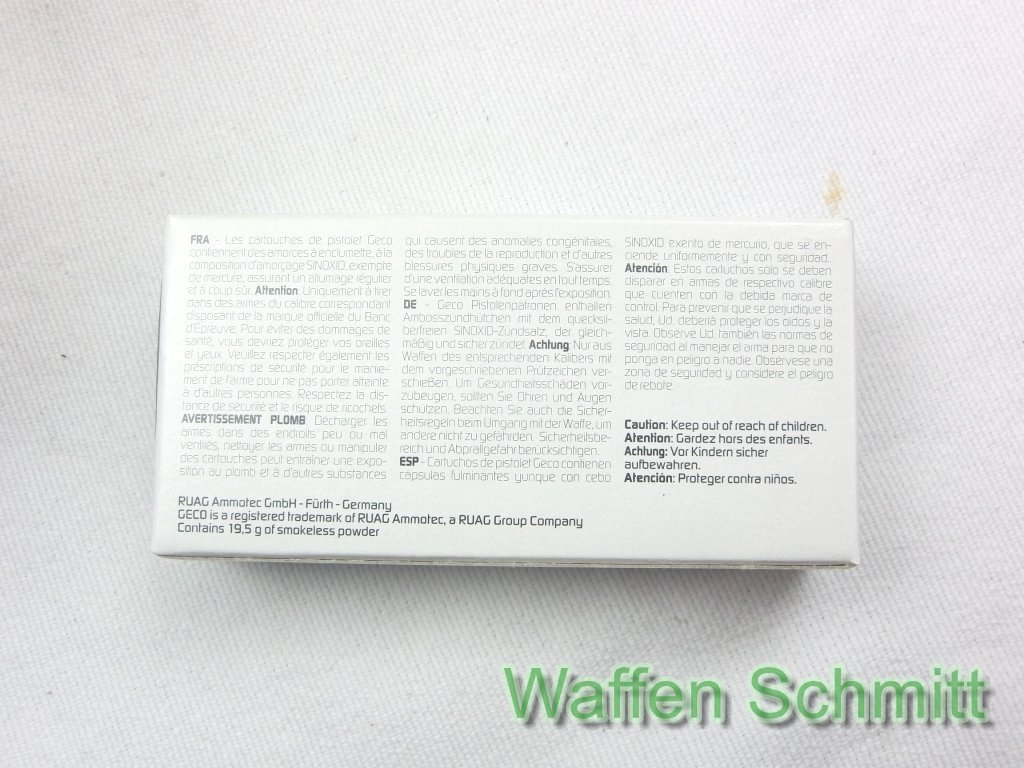 FRA - Les cartouches de pistolet Geco
contiennent des amorces à enclumette, à la
composition d'amorçage SINOXID, exempte
de mercure, assurant un allumage régulier
et à coup sûr. Attention: Uniquement à tirer
dans des armes du calibre correspondant
disposant de la marque officielle du Banc
d'Epreuve. Pour éviter des dommages de
santé, vous devriez protéger vos oreilles
et yeux. Veuillez respecter également les
prescriptions de sécurité pour le manie-
ment de l'arme pour ne pas porter atteinte
à d'autres personnes. Respectez la dis-
tance de sécurité et le risque de ricochets.
AVERTISSEMENT PLOMB Décharger les
armes dans des endroits peu ou mal
ventilés, nettoyer les armes ou manipuler
des cartouches peut entraîner une expo-
sition au plomb et à d'autres substances
qui causent des anomalies congénitales,
des troubles de la reproduction et d'autres
blessures physiques graves. S'assurer
d'une ventilation adéquates en tout temps.
Se laver les mains à fond après l'exposition.
DE - Geco Pistolenpatronen enthalten
Ambosszündhütchen mit dem quecksil-
berfreien SINOXID-Zündsatz, der gleich-
mäßig und sicher zündet. Achtung: Nur aus
Waffen des entsprechenden Kalibers mit
dem vorgeschriebenen Prüfzeichen ver-
schießen. Um Gesundheitsschäden vor-
zubeugen, sollten Sie Ohren und Augen
schützen. Beachten Sie auch die Sicher-
heitsregeln beim Umgang mit der Waffe, um
andere nicht zu gefährden. Sicherheitsbe-
reich und Abprallgefahr berücksichtigen.
ESP - Cartuchos de pistolet Geco contienen
cápsulas fulminantes yunque con cebo
SINOXID exento de mercurio, que se en-
ciende uniformemente y con seguridad.
Atención: Estos cartuchos sólo se deben
disparar en armas de respectivo calibre
que cuenten con la debida marca de
control. Para prevenir que se perjudique la
salud, Ud. deberia proteger los oídos y la
vista. Observe Ud. también las normas de
seguridad al manejar el arma para que no
ponga en peligro a nadie. Obsérvese una
zona de seguridad y considere el peligro
de rebote.
Caution: Keep out of reach of children.
Atention: Gardez hors des enfants.
Achtung: Vor Kindern sicher
aufbewahren.
Atención: Proteger contra niños.
RUAG Ammotec GmbH - Fürth - Germany
GECO is a registered trademark of RUAG Ammotec, a RUAG Group Company
Contains 19,5 g of smokeless powder
Waffen Schmitt